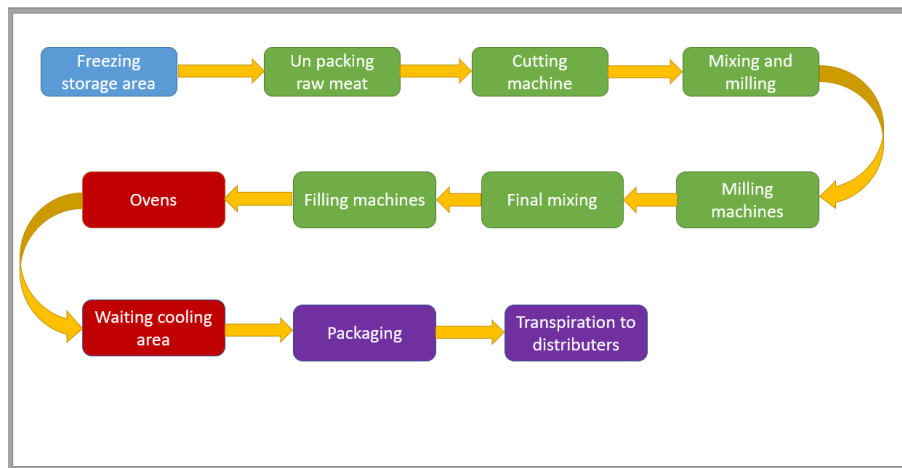 Freezing
storage area
Un packing
raw meat
Cutting
machine
Mixing and
milling
Ovens
Filling machines
Final mixing
Milling
machines
Waiting cooling
area
Packaging
Transpiration to
distributers